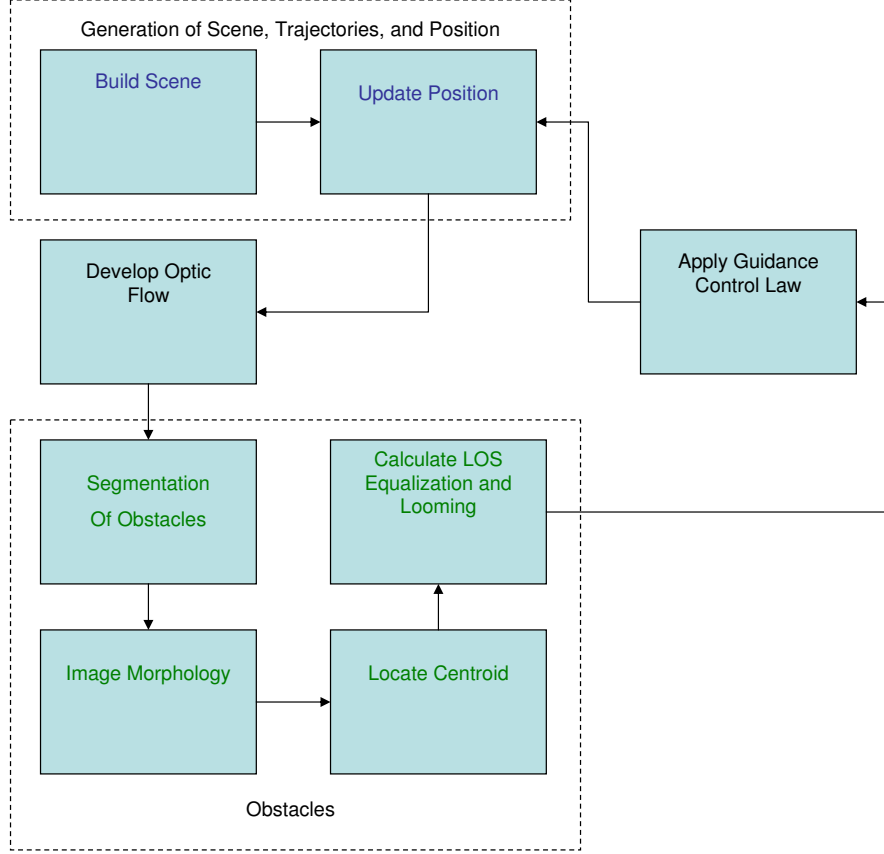 Generation of Scene, Trajectories, and Position
Build Scene
Update Position
Develop Optic
Flow
Apply Guidance
Control Law
Segmentation
Of Obstacles
Calculate LOS
Equalization and
Looming
Image Morphology
Locate Centroid
Obstacles